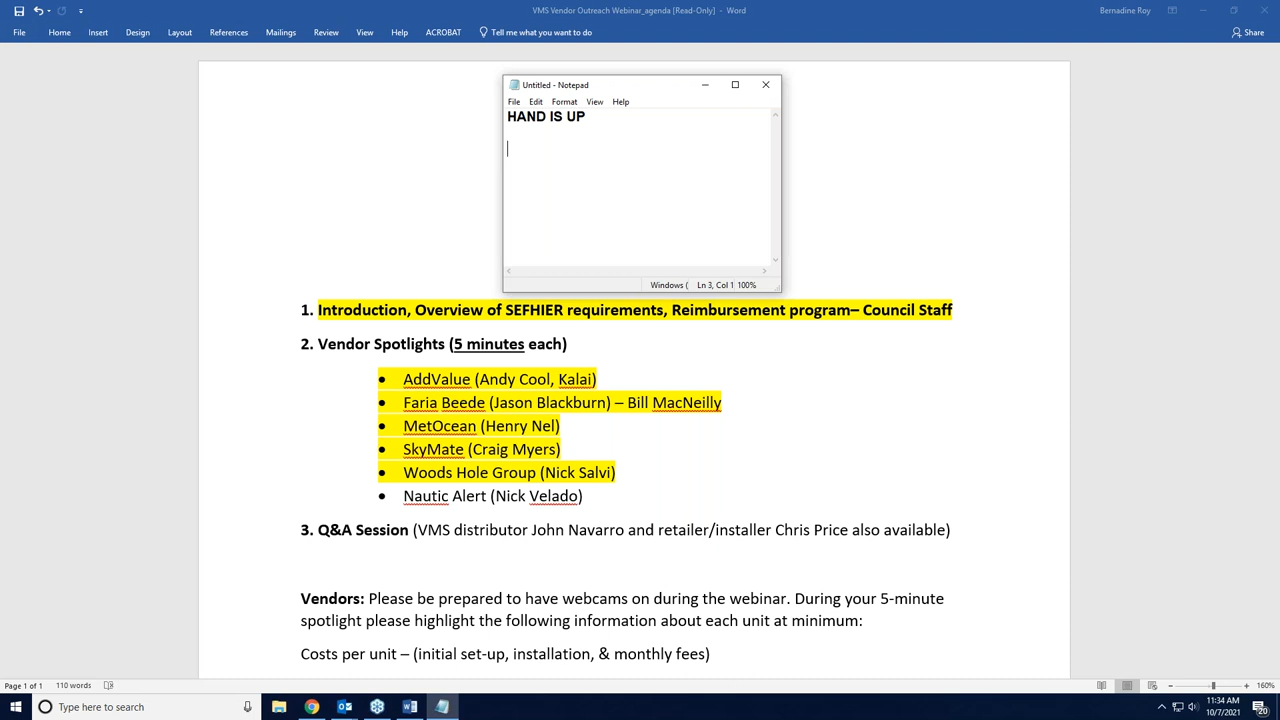 VMS Vendor Outreach Webinar_agenda [Read-Only] - Word
Bernadine Roy
File Home Insert Design Layout References Mailings Review View Help ACROBAT Tell me what you want to do Share
Untitled - Notepad
File Edit Format View Help
HAND IS UP
Windows ( Ln 3, Col 1 100%
1. Introduction, Overview of SEFHIER requirements, Reimbursement program– Council Staff
2. Vendor Spotlights (5 minutes each)
• AddValue (Andy Cool, Kalai)
• Faria Beede (Jason Blackburn) – Bill MacNeilly
• MetOcean (Henry Nel)
• SkyMate (Craig Myers)
• Woods Hole Group (Nick Salvi)
• Nautic Alert (Nick Velado)
3. Q&A Session (VMS distributor John Navarro and retailer/installer Chris Price also available)
Vendors: Please be prepared to have webcams on during the webinar. During your 5-minute
spotlight please highlight the following information about each unit at minimum:
Costs per unit – (initial set-up, installation, & monthly fees)
Page 1 of 1 110 words 160%
Type here to search
11:34 AM
10/7/2021
20